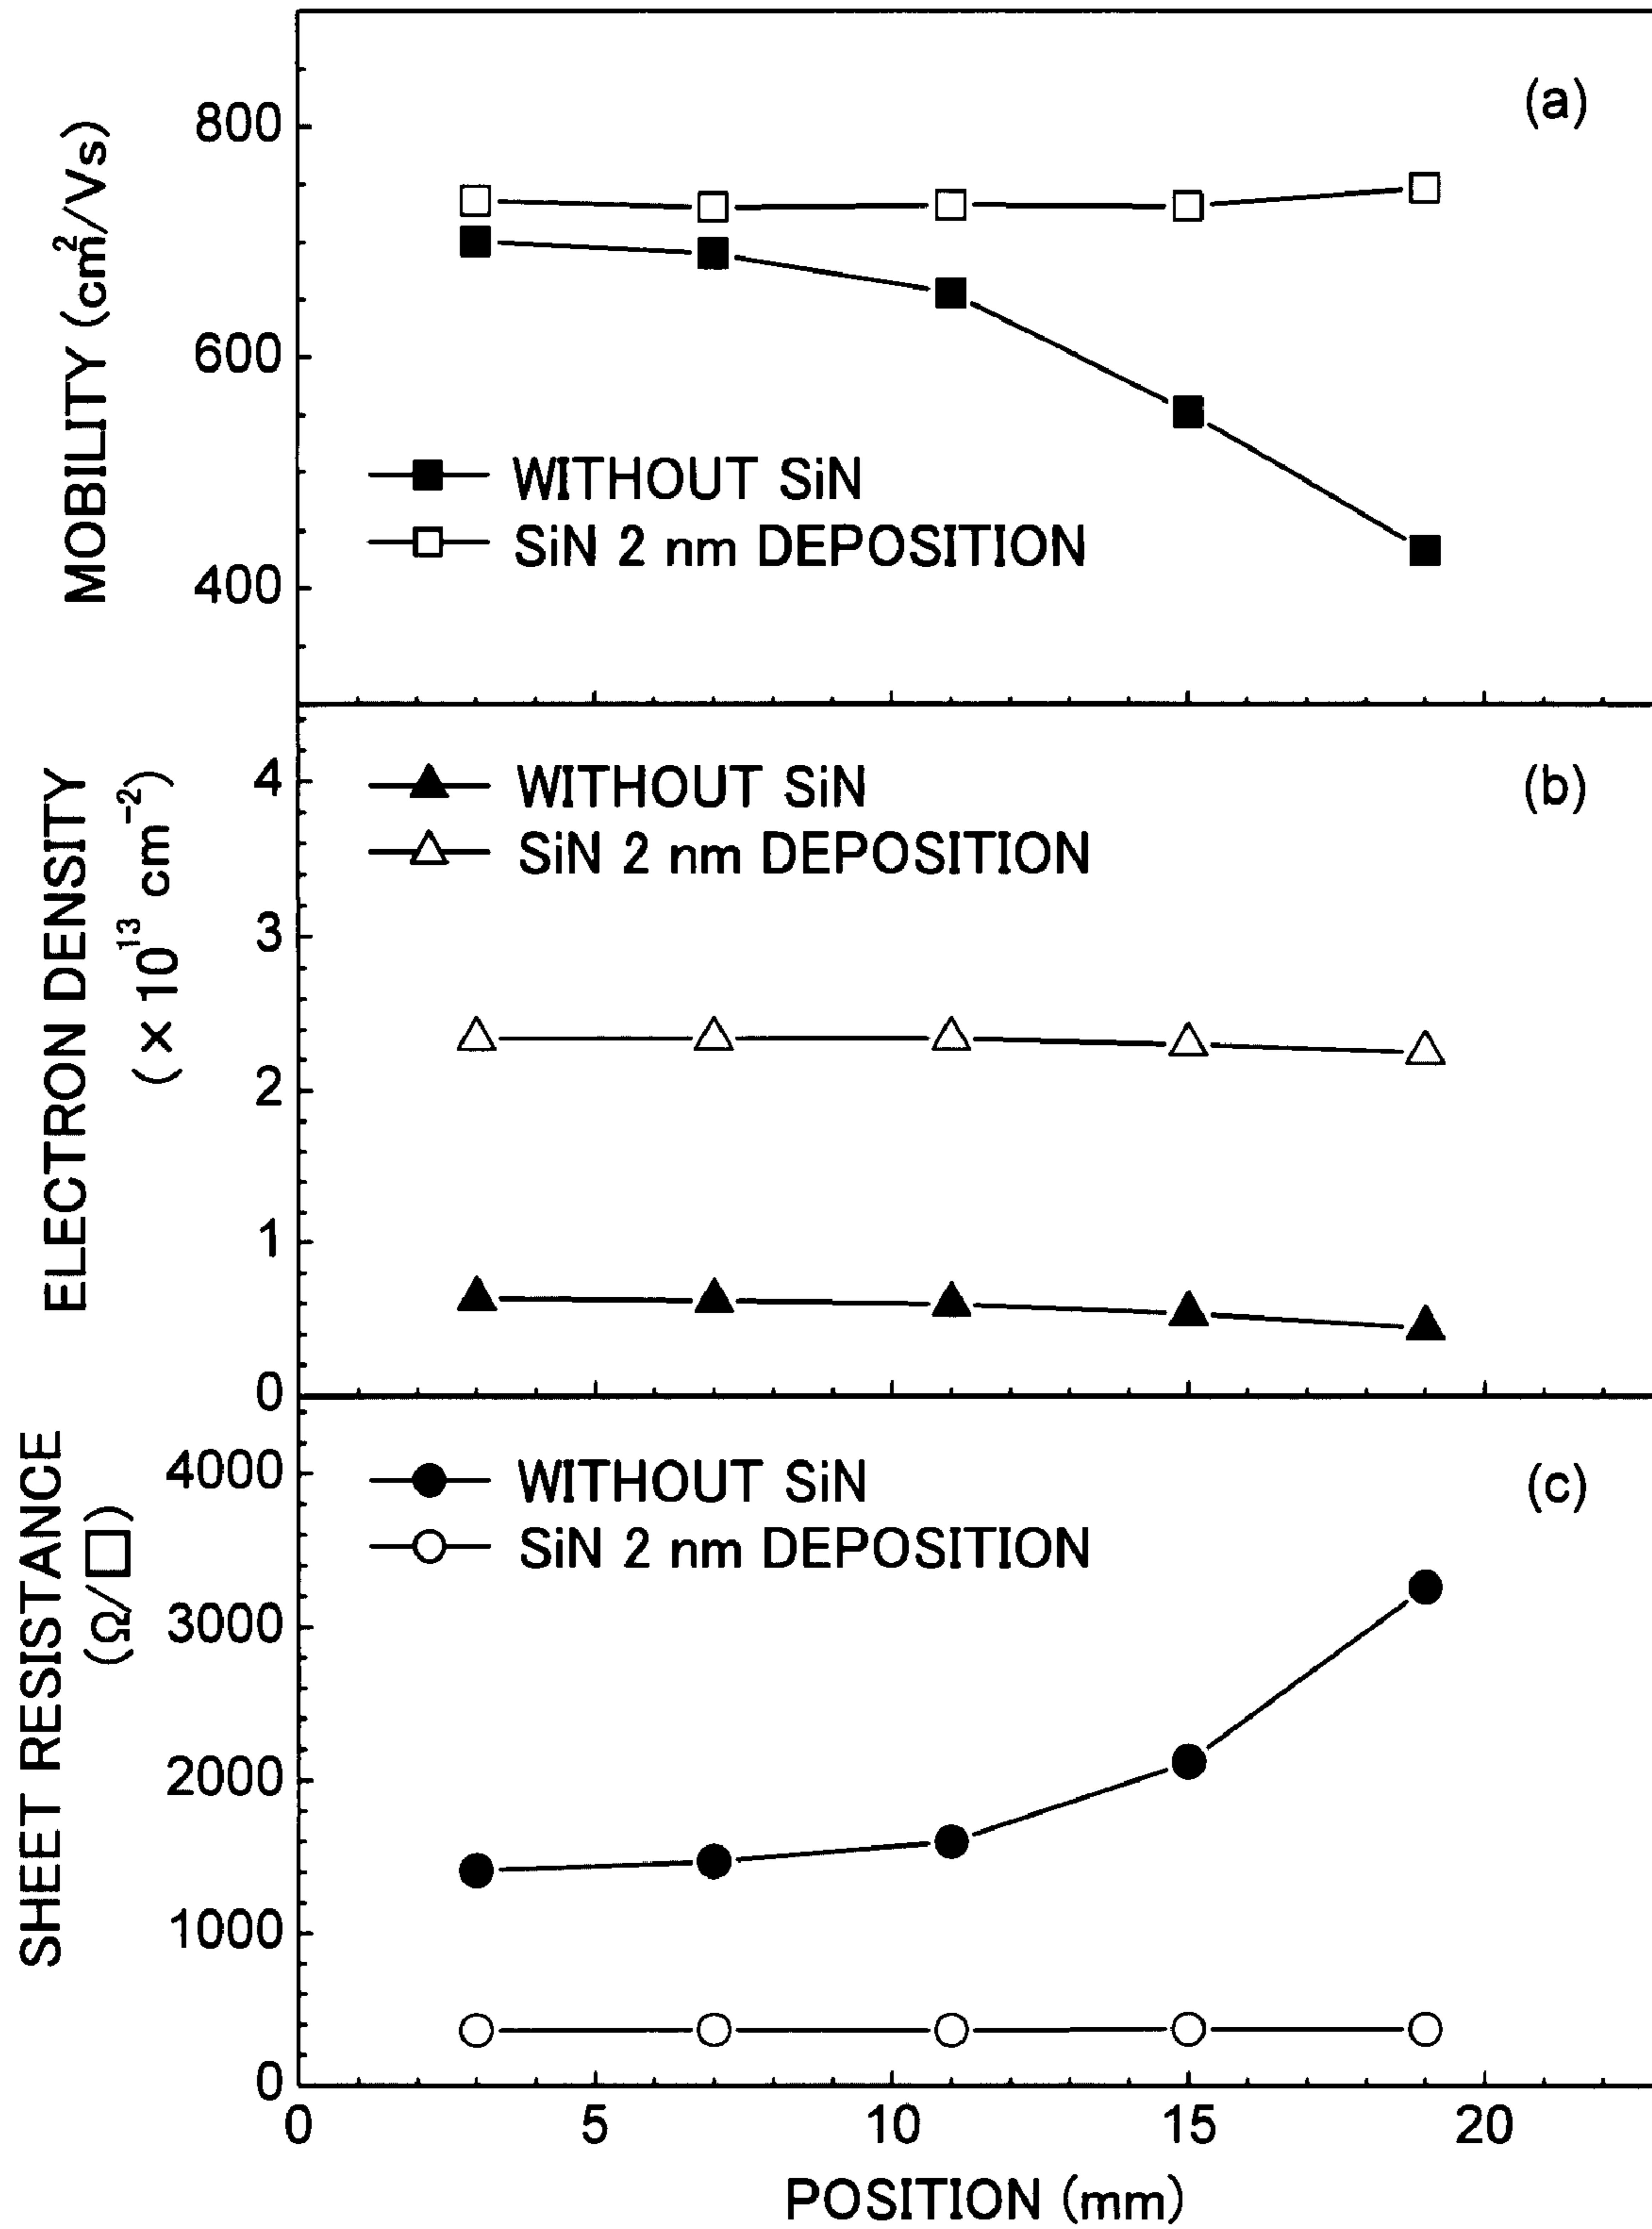 (a)
MOBILITY (cm²/Vs)
800
600
400
WITHOUT SiN
SiN 2 nm DEPOSITION
(b)
ELECTRON DENSITY
(× 10¹³ cm⁻²)
4
3
2
1
0
WITHOUT SiN
SiN 2 nm DEPOSITION
(c)
SHEET RESISTANCE
(Ω/□)
4000
3000
2000
1000
0
WITHOUT SiN
SiN 2 nm DEPOSITION
0 5 10 15 20
POSITION (mm)